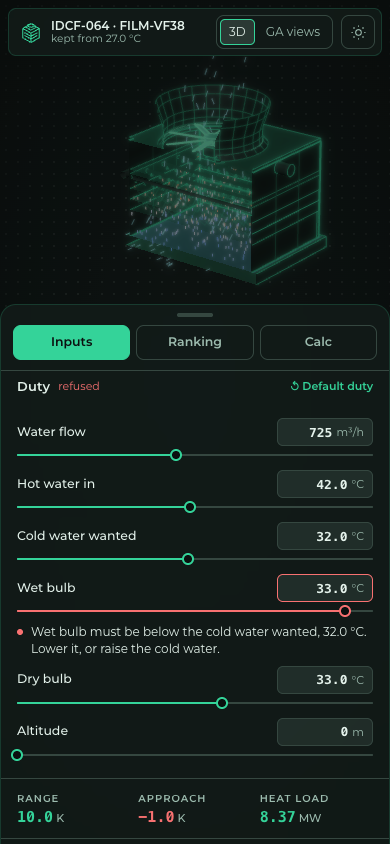 IDCF-064 · FILM-VF38
kept from 27.0 °C
3D
GA views
Inputs
Ranking
Calc
Duty refused
Default duty
Water flow
725 m³/h
Hot water in
42.0 °C
Cold water wanted
32.0 °C
Wet bulb
33.0 °C
Wet bulb must be below the cold water wanted, 32.0 °C.
Lower it, or raise the cold water.
Dry bulb
33.0 °C
Altitude
0 m
RANGE
10.0 K
APPROACH
−1.0 K
HEAT LOAD
8.37 MW